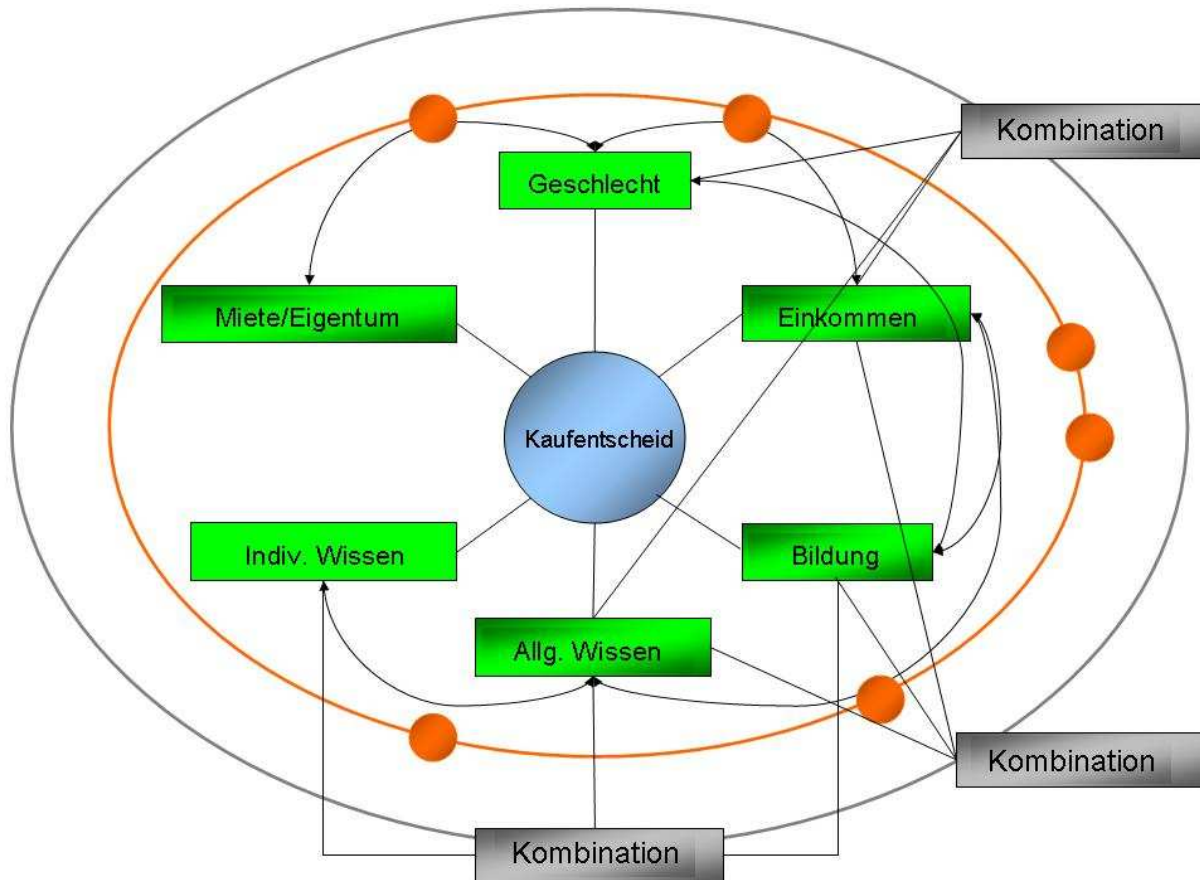 Kombination
Geschlecht
Miete/Eigentum
Einkommen
Kaufentscheid
Indiv. Wissen
Bildung
Allg. Wissen
Kombination
Kombination